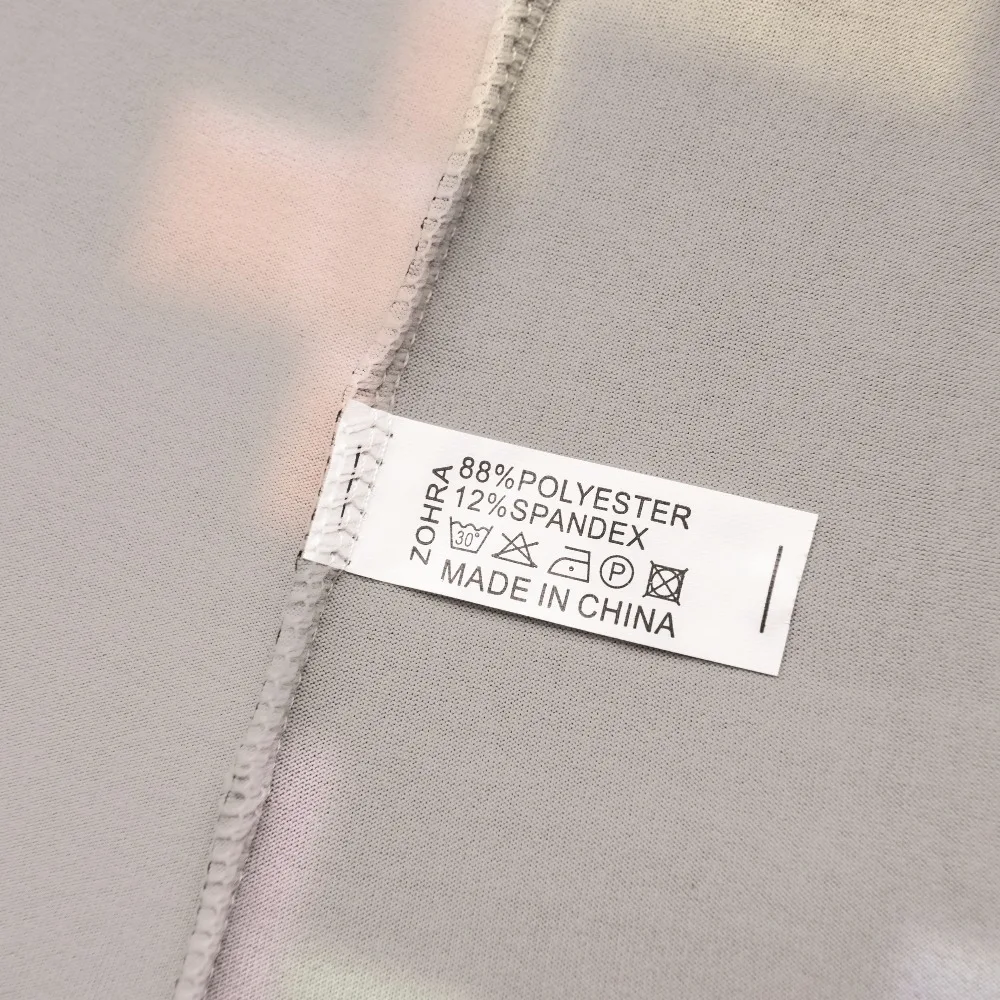 ZOHRA
88%POLYESTER
12%SPANDEX
30°
P
MADE IN CHINA